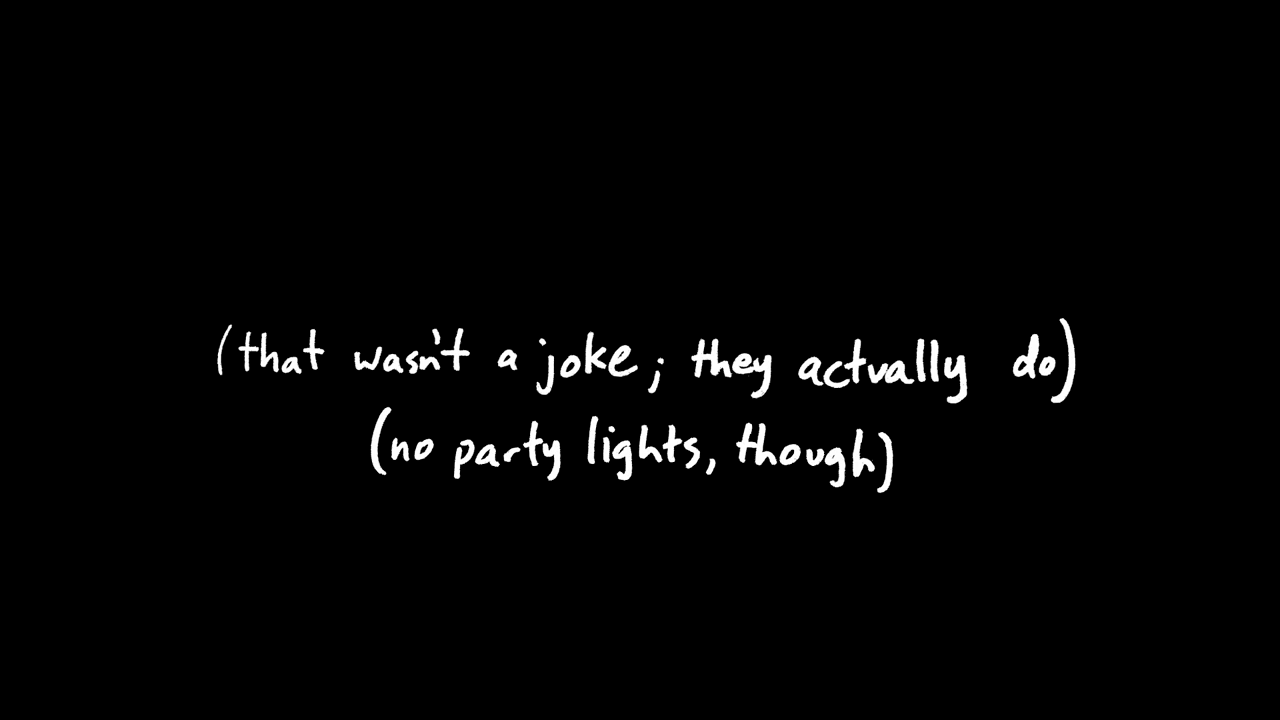 (that wasn't a joke; they actually do)
(no party lights, though)